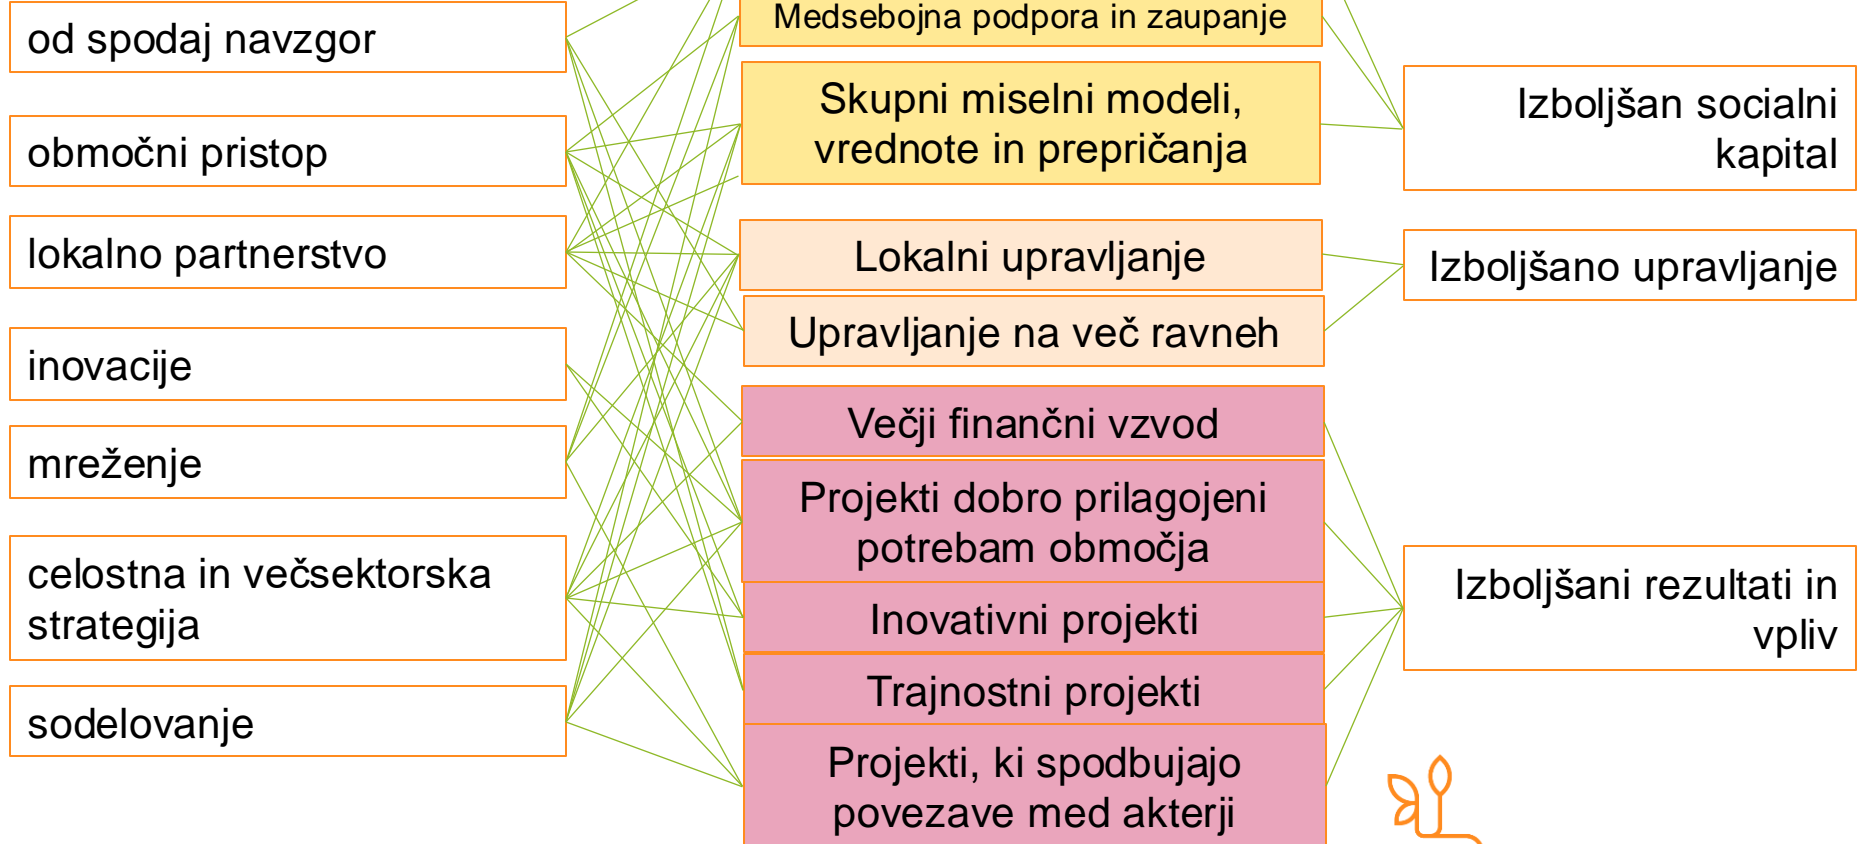 od spodaj navzgor
območni pristop
lokalno partnerstvo
inovacije
mreženje
celostna in večsektorska
strategija
sodelovanje
Medsebojna podpora in zaupanje
Skupni miselni modeli,
vrednote in prepričanja
Lokalni upravljanje
Upravljanje na več ravneh
Večji finančni vzvod
Projekti dobro prilagojeni
potrebam območja
Inovativni projekti
Trajnostni projekti
Projekti, ki spodbujajo
povezave med akterji
Izboljšan socialni
kapital
Izboljšano upravljanje
Izboljšani rezultati in
vpliv